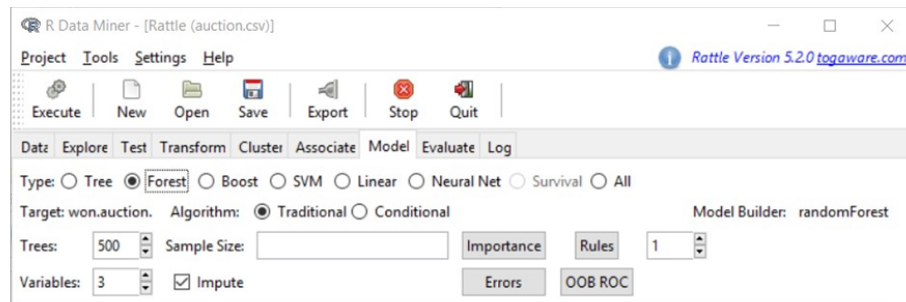 R Data Miner - [Rattle (auction.csv)]
Project Tools Settings Help
Rattle Version 5.2.0 togaware.com
Execute New Open Save Export Stop Quit
Data Explore Test Transform Cluster Associate Model Evaluate Log
Type: Tree Forest Boost SVM Linear Neural Net Survival All
Target: won.auction. Algorithm: Traditional Conditional Model Builder: randomForest
Trees: 500 Sample Size: Importance Rules 1
Variables: 3 Impute Errors OOB ROC